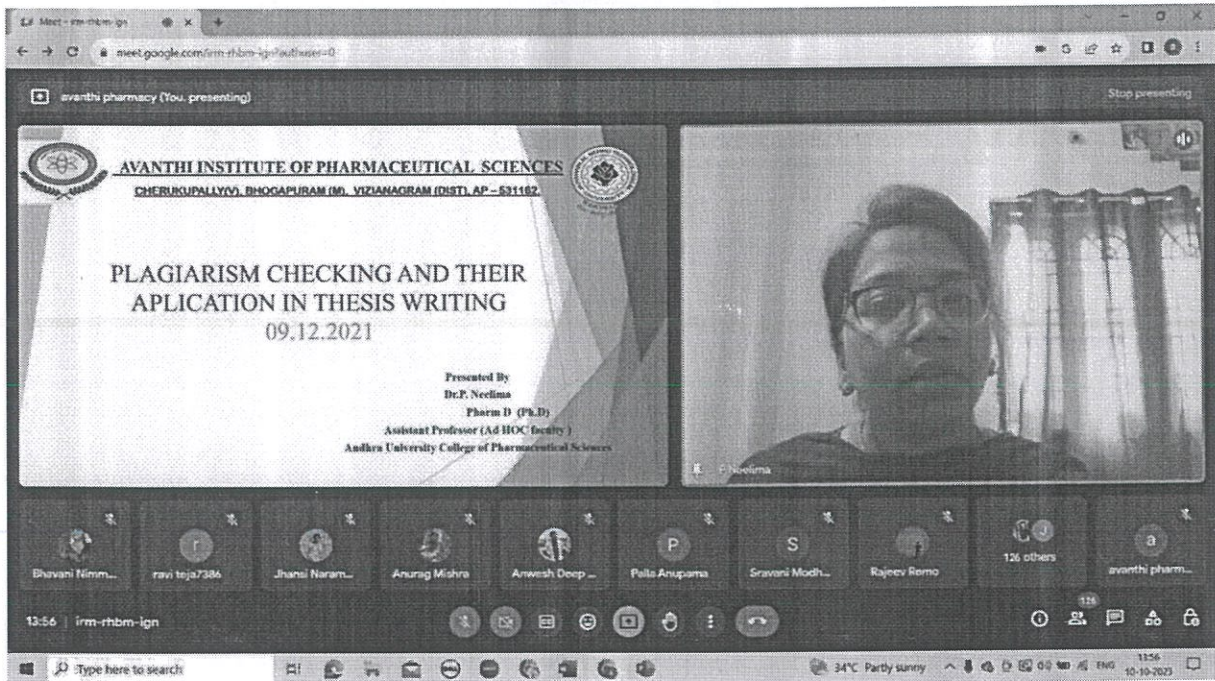 Meet - irm-rhbm-ign
meet.google.com/irm-rhbm-ign?authuser=0
avanthi pharmacy (You, presenting)
Stop presenting
AVANTHI INSTITUTE OF PHARMACEUTICAL SCIENCES
CHERUKUPALLY(V), BHOGAPURAM (M), VIZIANAGRAM (DIST), AP – 531162.
PLAGIARISM CHECKING AND THEIR
APLICATION IN THESIS WRITING
09.12.2021
Presented By
Dr.P. Neelima
Pharm D (Ph.D)
Assistant Professor (Ad-HOC faculty )
Andhra University College of Pharmaceutical Sciences
P Neelima
Bhavani Nimm...
ravi teja7386
Jhansi Naram...
Anurag Mishra
Anwesh Deep ...
P
Palla Anupama
S
Sravani Modh...
Rajeev Romo
J
126 others
a
avanthi pharm...
13:56 | irm-rhbm-ign
126
Type here to search
34°C Partly sunny
ENG
13:56
10-10-2023